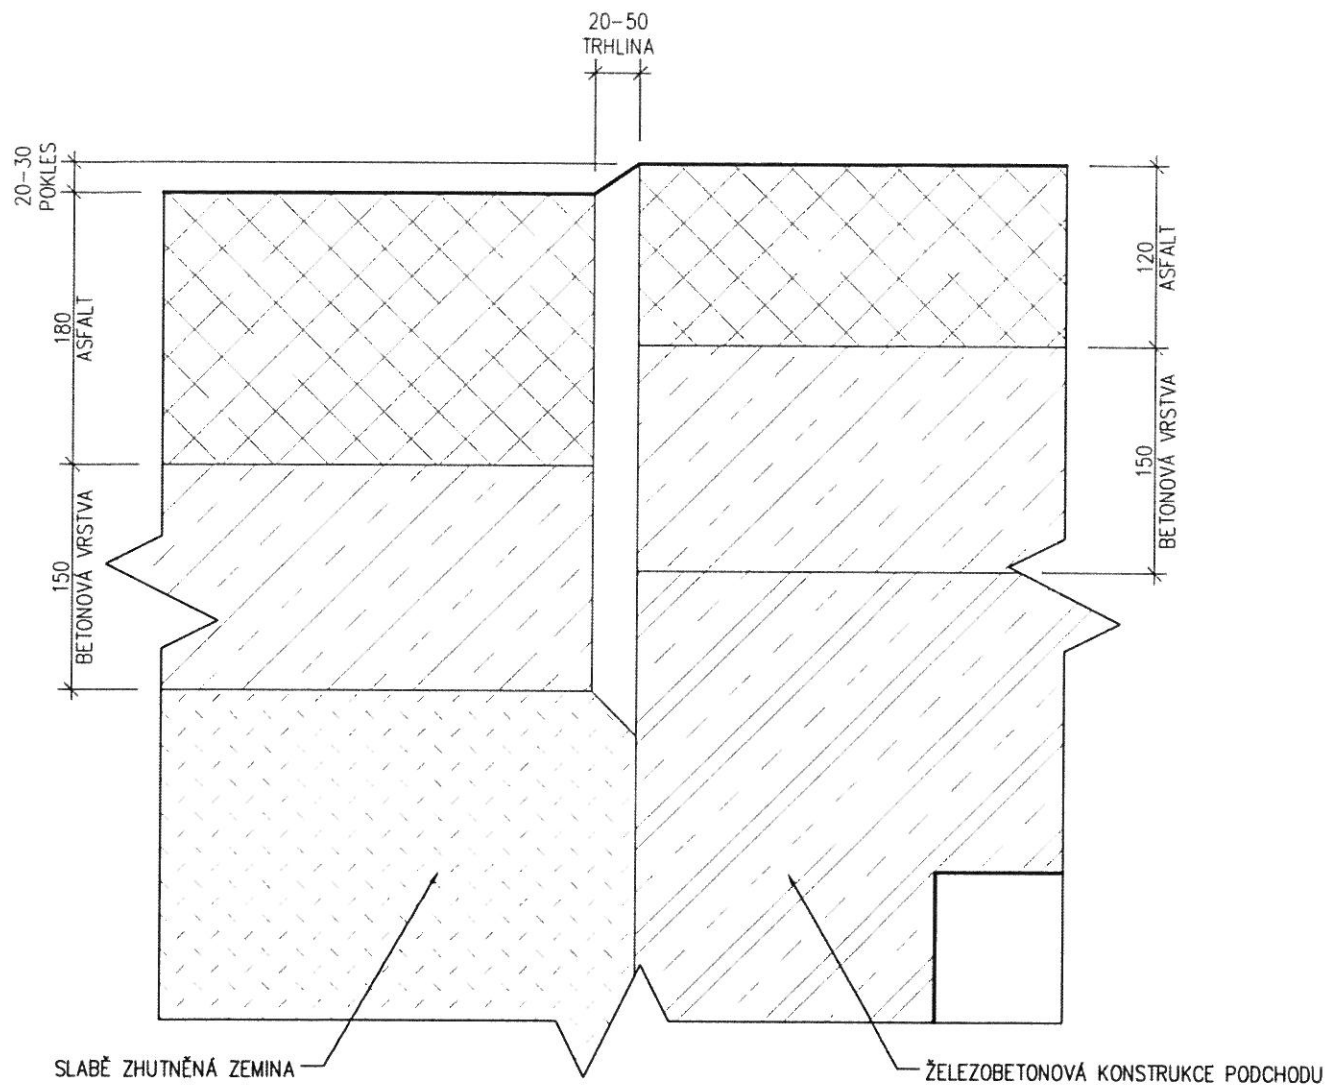 20-50
TRHLINA
20-30
POKLES
180
ASFALT
150
BETONOVÁ VRSTVA
120
ASFALT
150
BETONOVÁ VRSTVA
SLABĚ ZHUTNĚNÁ ZEMINA
ŽELEZOBETONOVÁ KONSTRUKCE PODCHODU